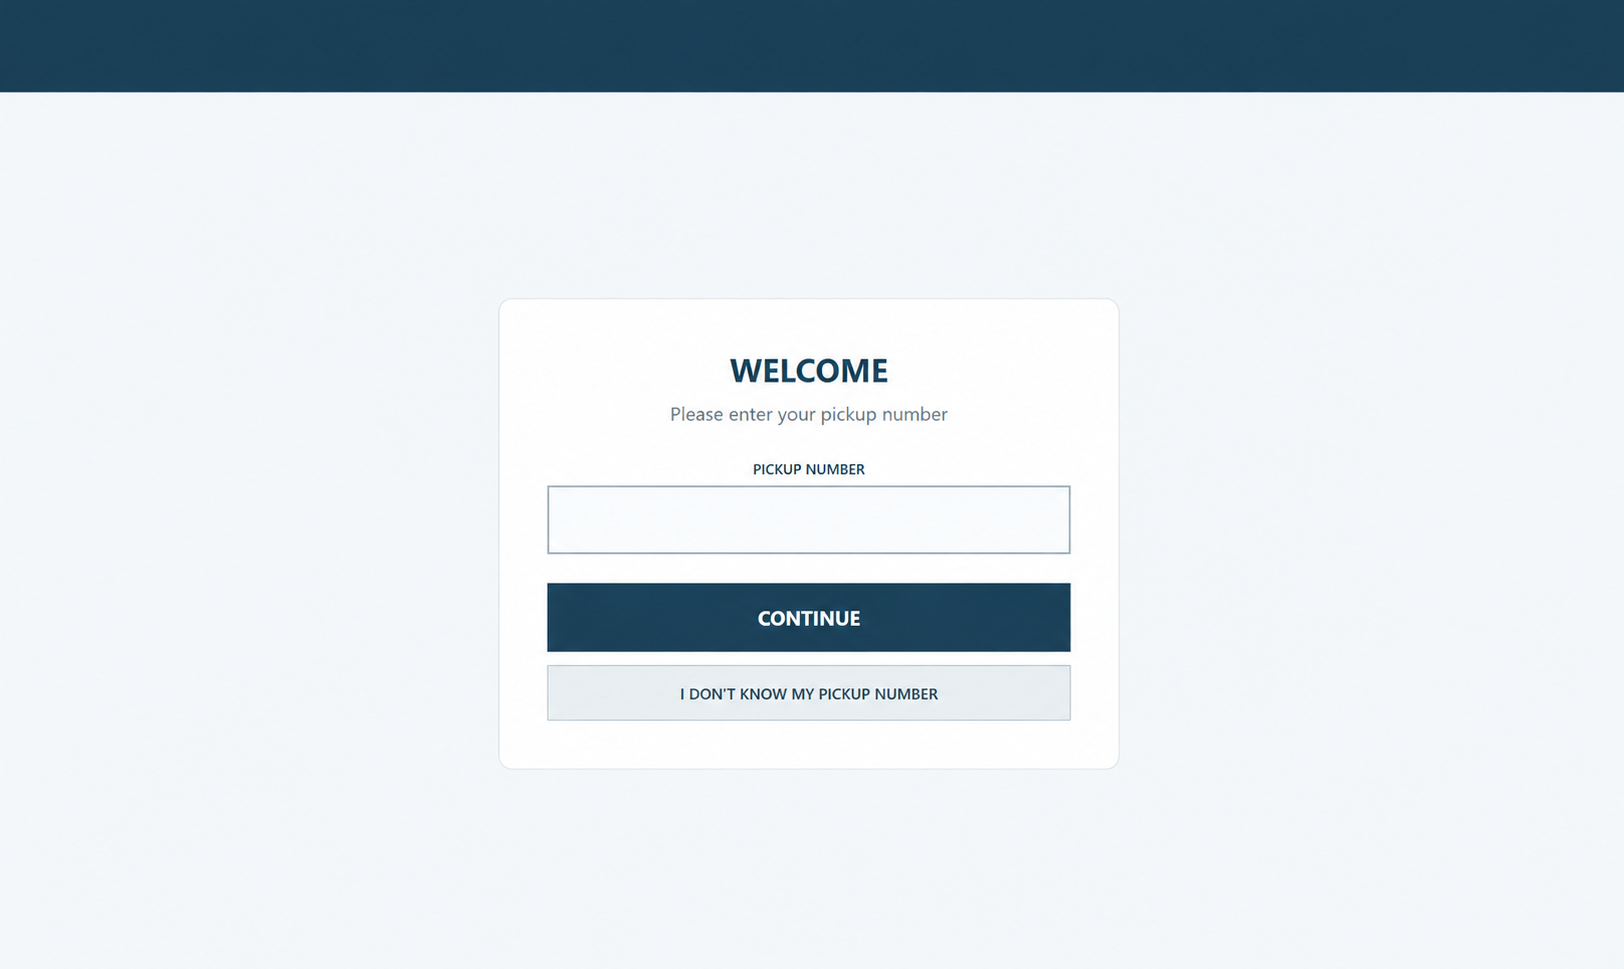 WELCOME
Please enter your pickup number
PICKUP NUMBER
CONTINUE
I DON'T KNOW MY PICKUP NUMBER